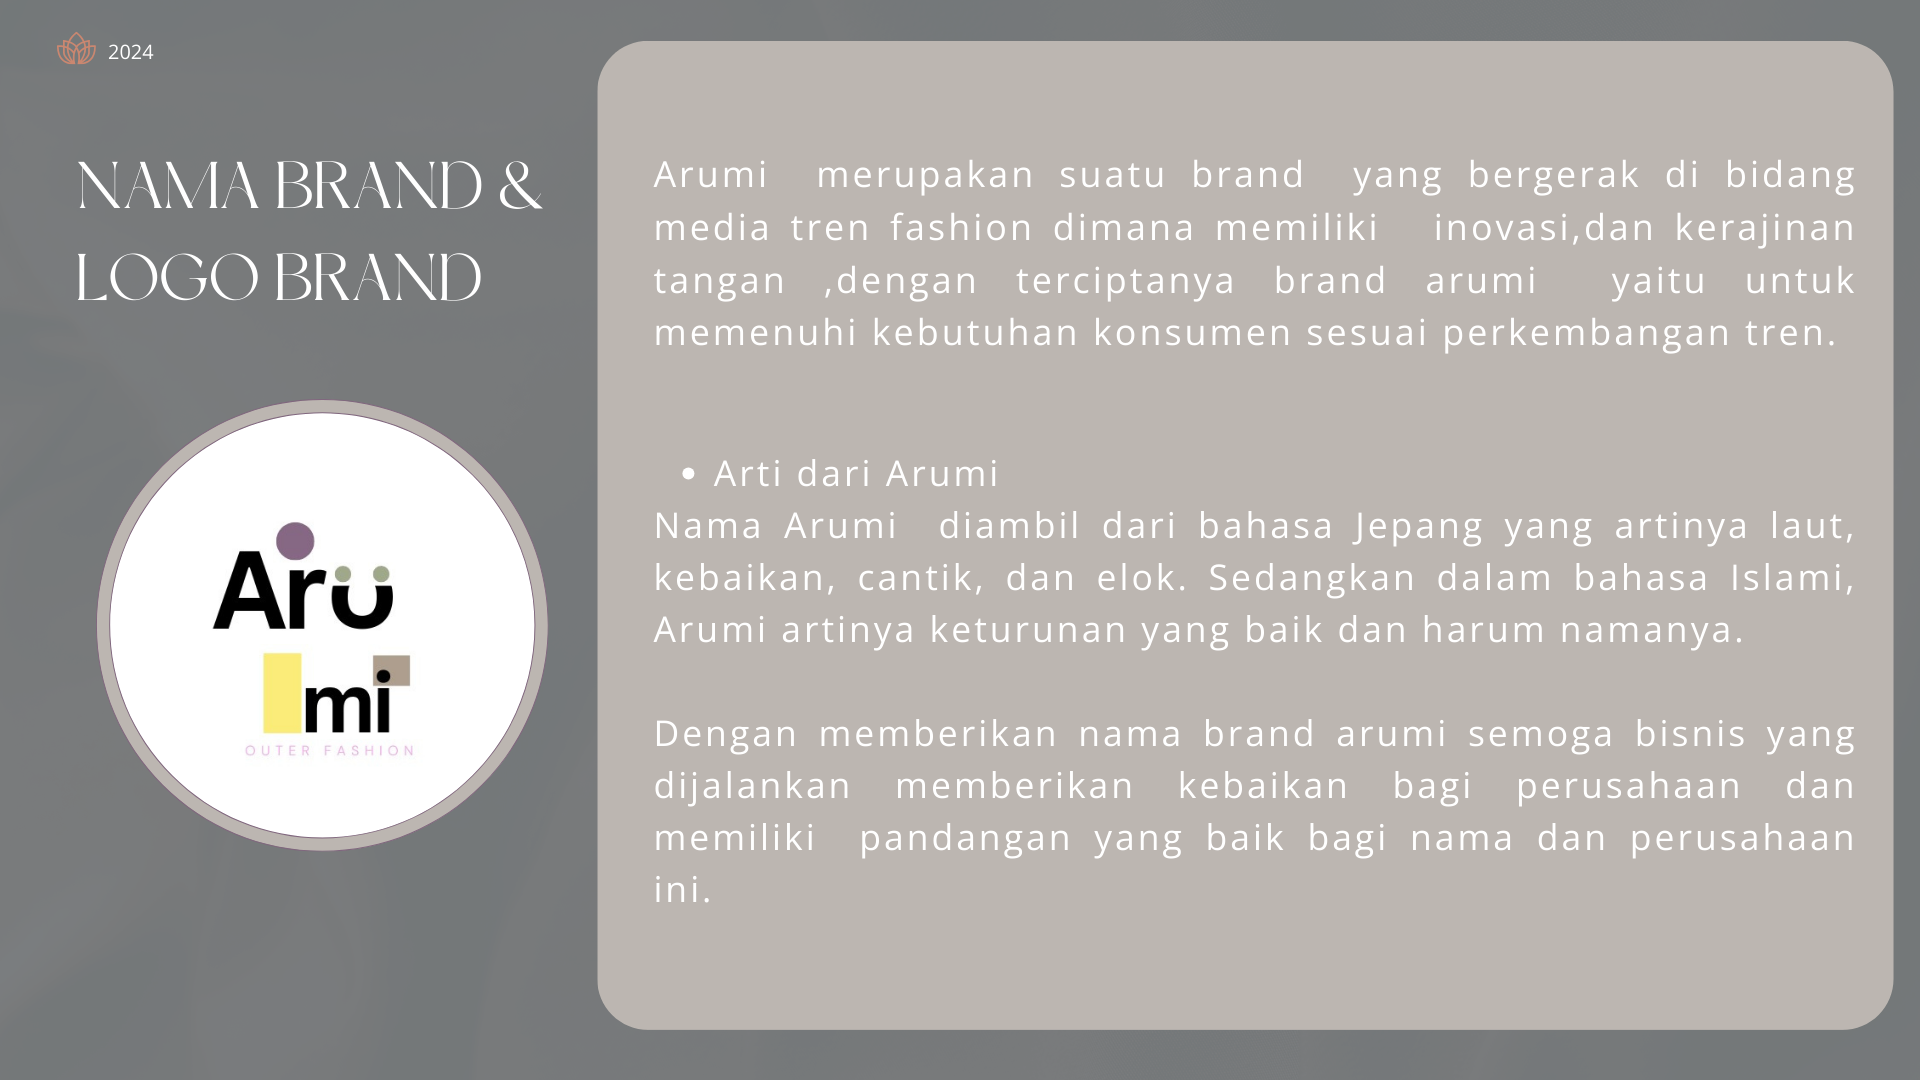 2024
NAMA BRAND &
LOGO BRAND
Arü
mi
OUTER FASHION
Arumi merupakan suatu brand yang bergerak di bidang
media tren fashion dimana memiliki inovasi,dan kerajinan
tangan ,dengan terciptanya brand arumi yaitu untuk
memenuhi kebutuhan konsumen sesuai perkembangan tren.
• Arti dari Arumi
Nama Arumi diambil dari bahasa Jepang yang artinya laut,
kebaikan, cantik, dan elok. Sedangkan dalam bahasa Islami,
Arumi artinya keturunan yang baik dan harum namanya.
Dengan memberikan nama brand arumi semoga bisnis yang
dijalankan memberikan kebaikan bagi perusahaan dan
memiliki pandangan yang baik bagi nama dan perusahaan
ini.